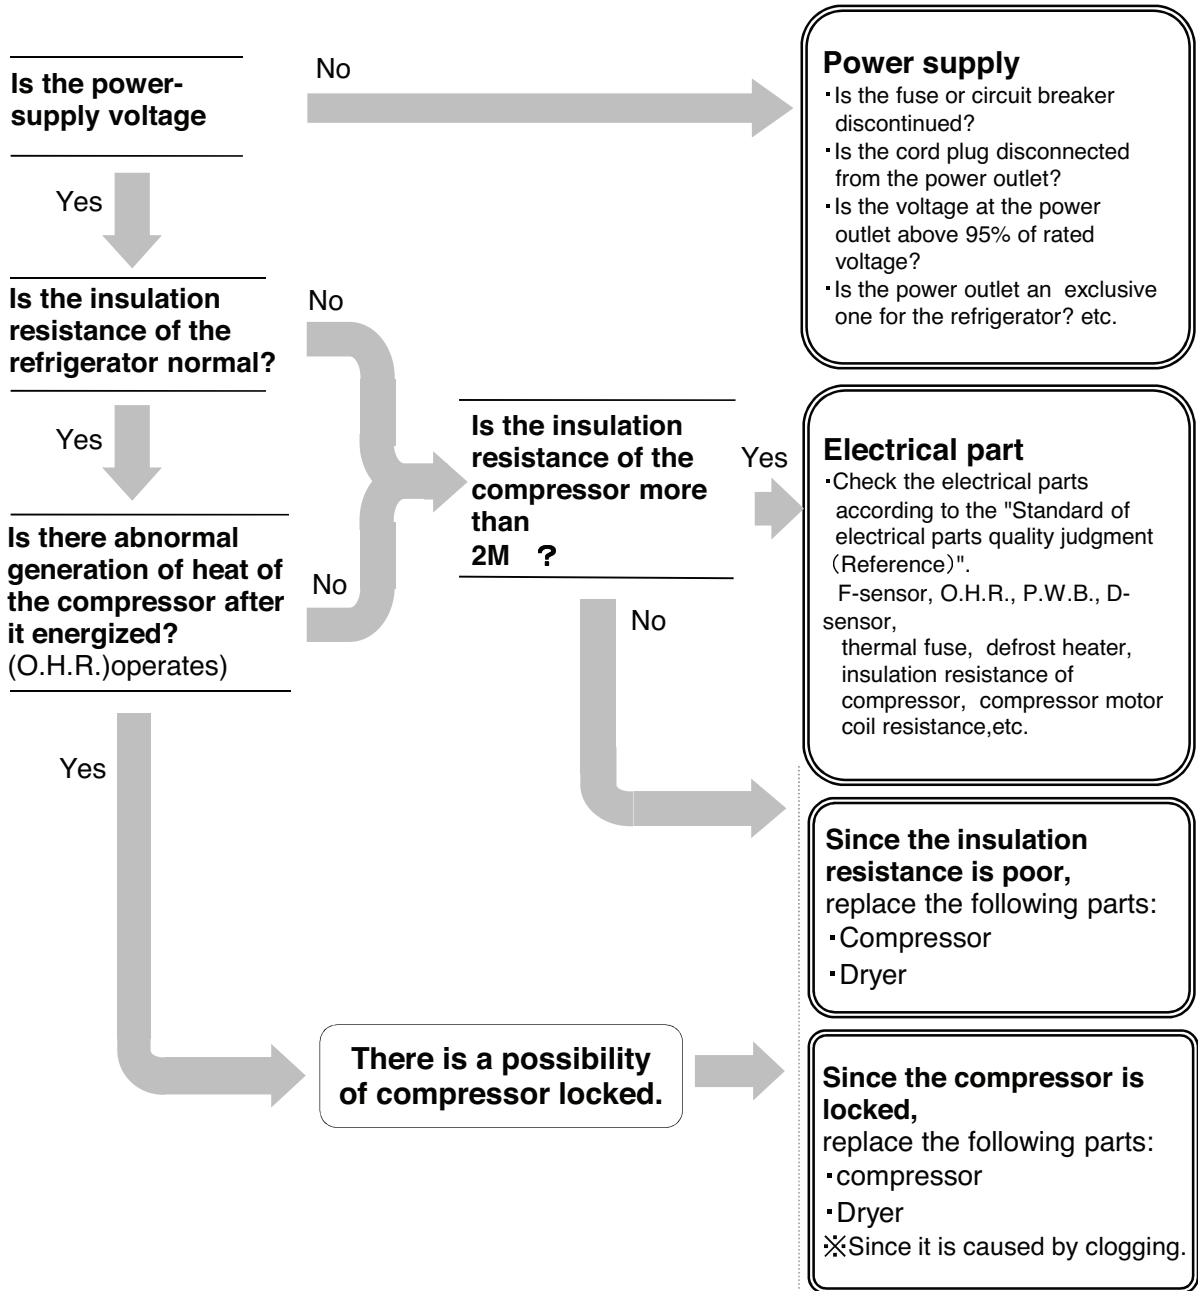 Is the power-
supply voltage
No
Yes
Is the insulation
resistance of the
refrigerator normal?
No
Yes
Is there abnormal
generation of heat of
the compressor after
it energized?
(O.H.R.)operates)
No
Yes
Is the insulation
resistance of the
compressor more
than
2M ?
Yes
No
There is a possibility
of compressor locked.
Power supply
・Is the fuse or circuit breaker
discontinued?
・Is the cord plug disconnected
from the power outlet?
・Is the voltage at the power
outlet above 95% of rated
voltage?
・Is the power outlet an exclusive
one for the refrigerator? etc.
Electrical part
・Check the electrical parts
according to the "Standard of
electrical parts quality judgment
（Reference）".
F-sensor, O.H.R., P.W.B., D-
sensor,
thermal fuse, defrost heater,
insulation resistance of
compressor, compressor motor
coil resistance,etc.
Since the insulation
resistance is poor,
replace the following parts:
・Compressor
・Dryer
Since the compressor is
locked,
replace the following parts:
・compressor
・Dryer
※Since it is caused by clogging.